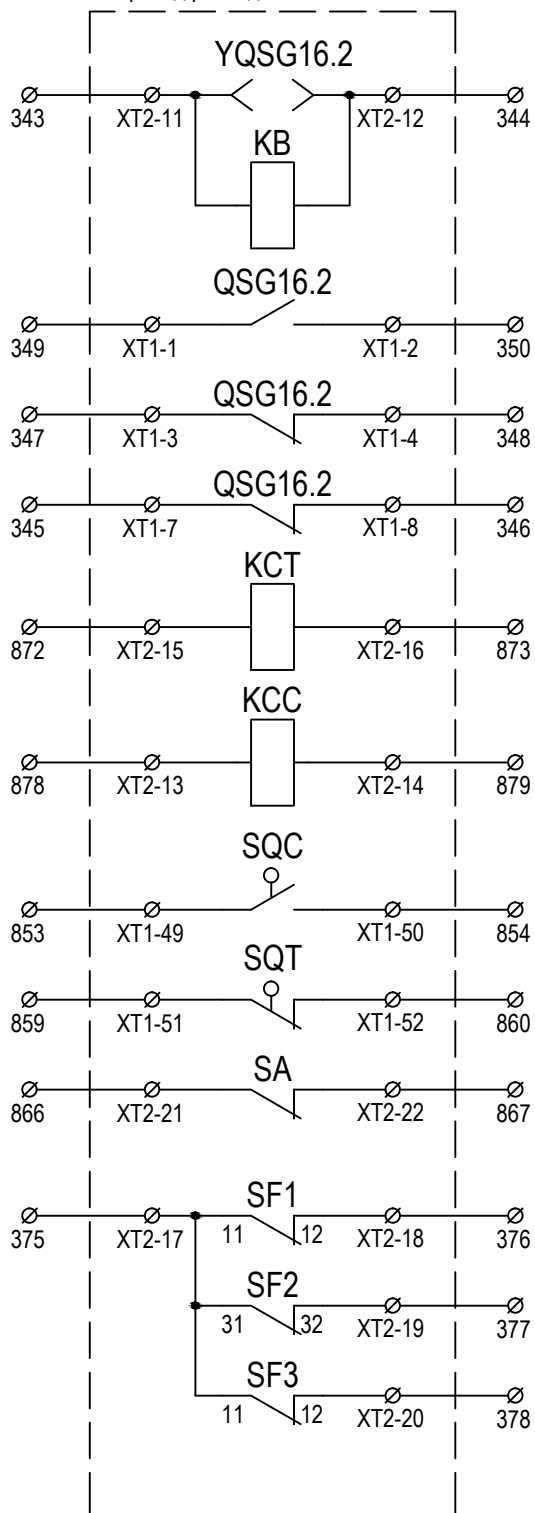 YQSG16.2
343 XT2-11 XT2-12 344
KB
QSG16.2
349 XT1-1 XT1-2 350
QSG16.2
347 XT1-3 XT1-4 348
QSG16.2
345 XT1-7 XT1-8 346
KCT
872 XT2-15 XT2-16 873
KCC
878 XT2-13 XT2-14 879
SQC
853 XT1-49 XT1-50 854
SQT
859 XT1-51 XT1-52 860
SA
866 XT2-21 XT2-22 867
SF1
375 XT2-17 11 12 XT2-18 376
SF2
31 32 XT2-19 377
SF3
11 12 XT2-20 378